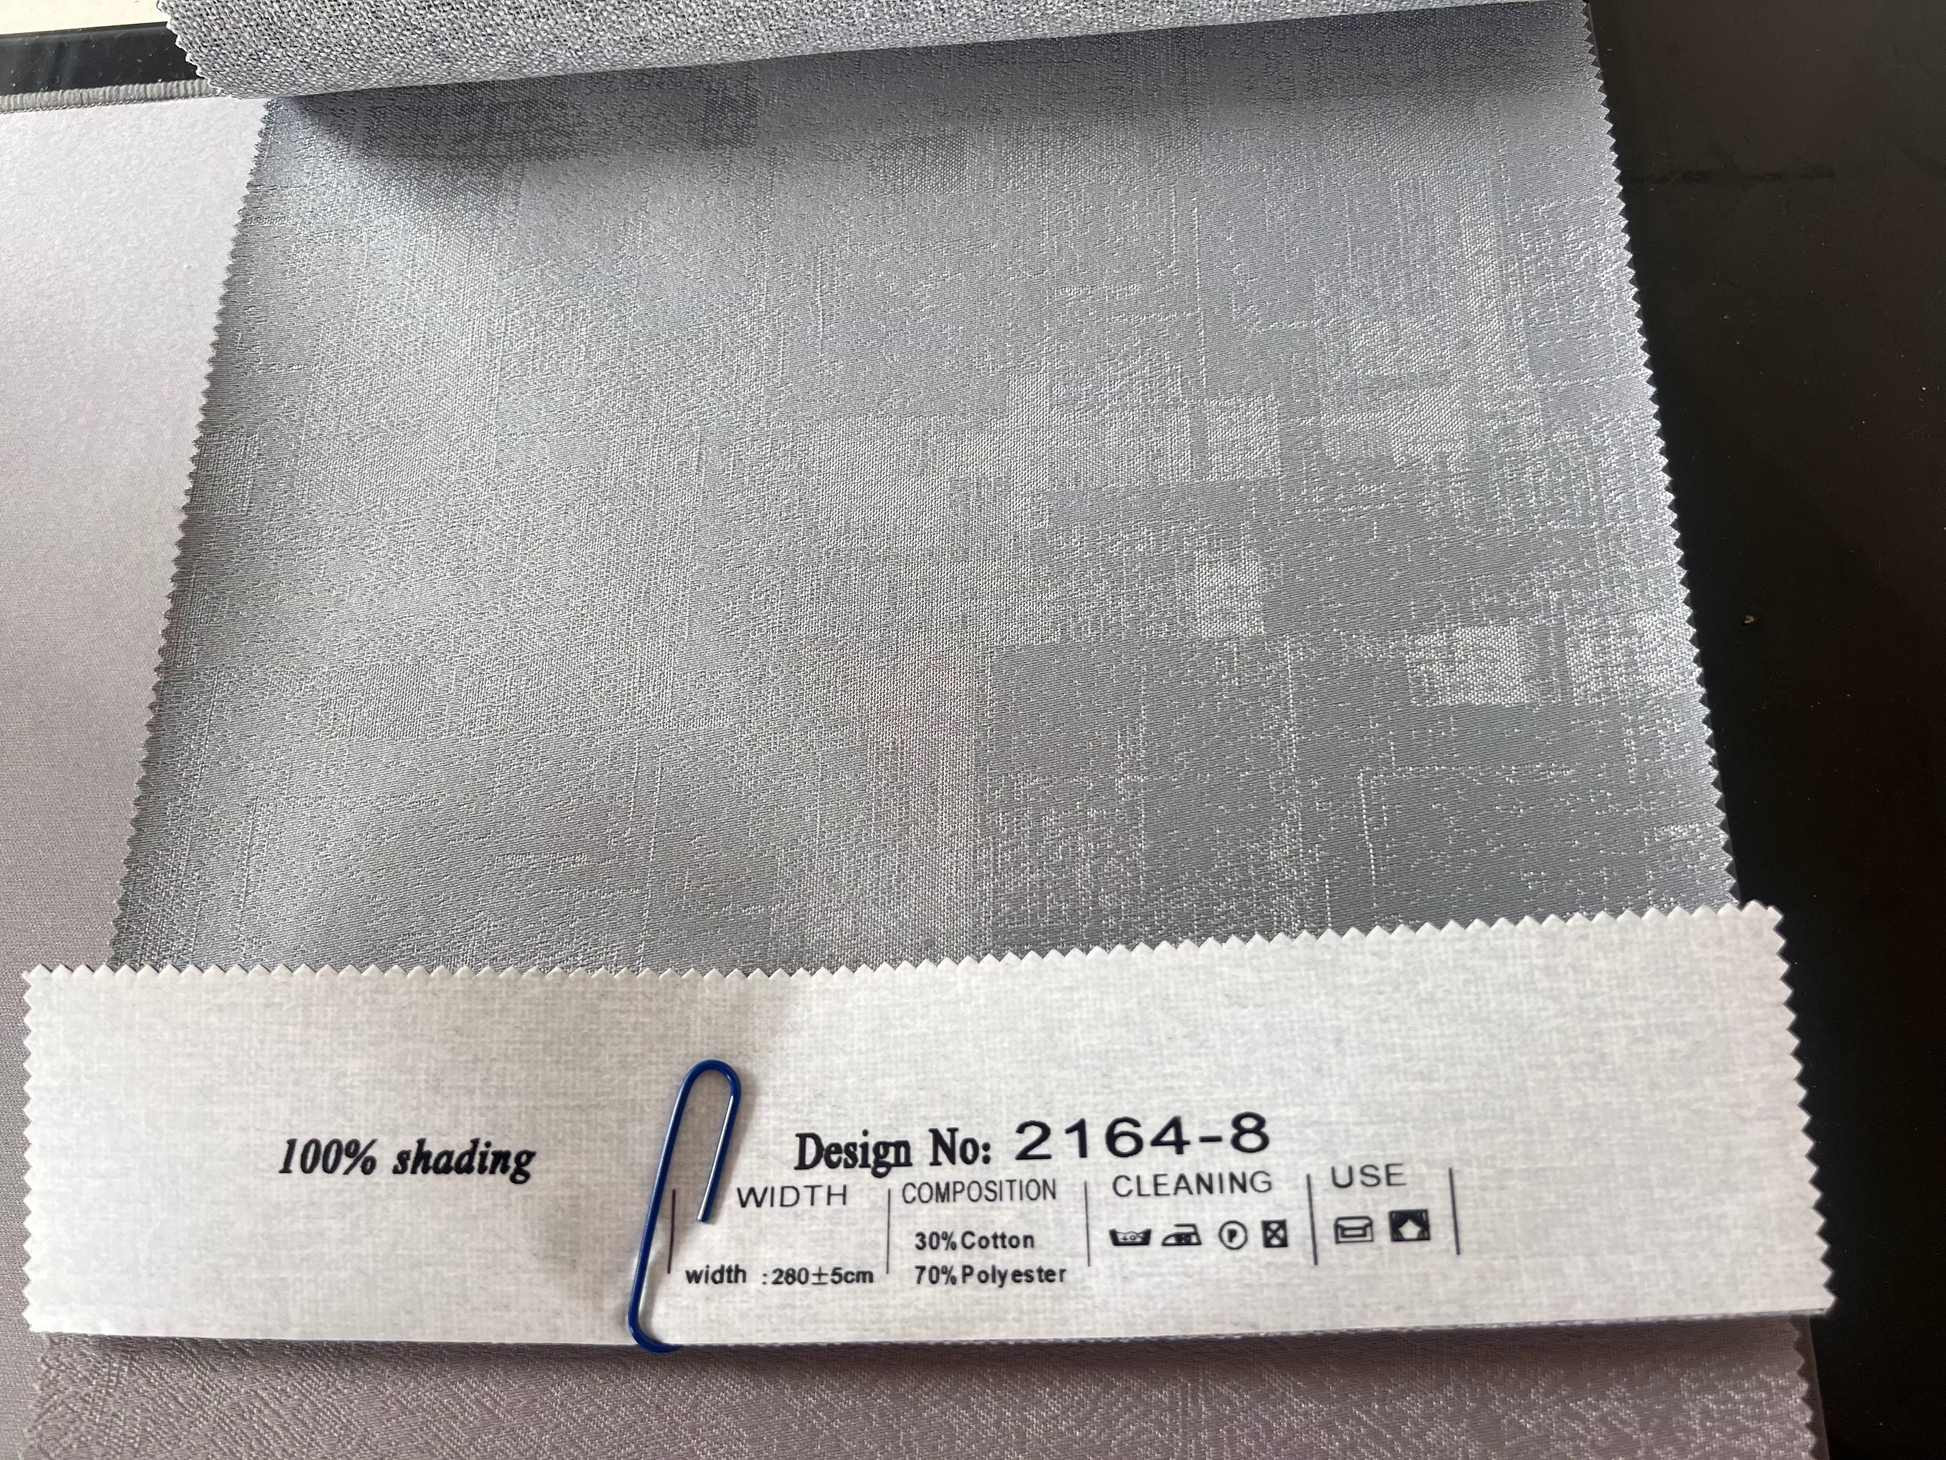 100% shading
Design No: 2164-8
WIDTH
COMPOSITION
CLEANING
USE
30%Cotton
P
width :280±5cm
70%Polyester